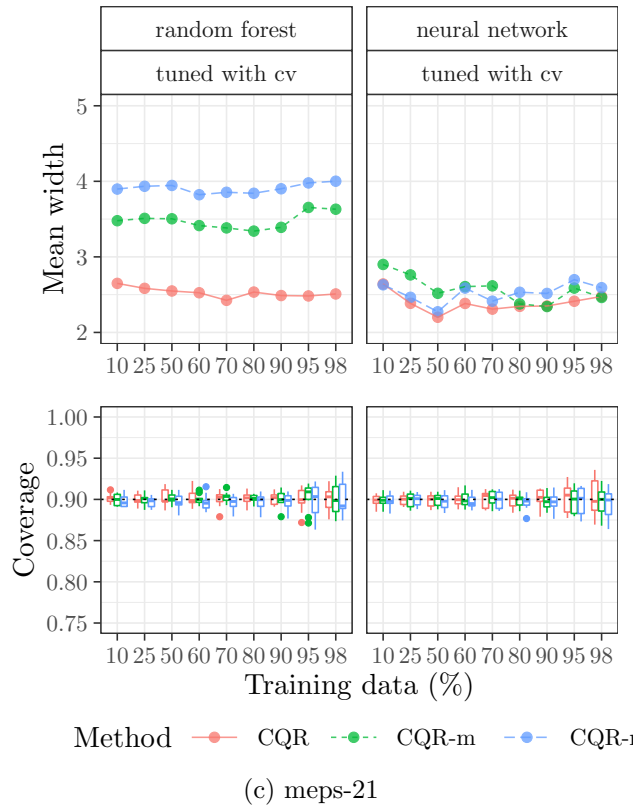 random forest neural network
tuned with cv tuned with cv
5
4
3
2
Mean width
10 25 50 60 70 80 90 95 98 10 25 50 60 70 80 90 95 98
1.00
0.95
0.90
0.85
0.80
0.75
Coverage
10 25 50 60 70 80 90 95 98 10 25 50 60 70 80 90 95 98
Training data (%)
Method CQR CQR-m CQR-r
(c) meps-21